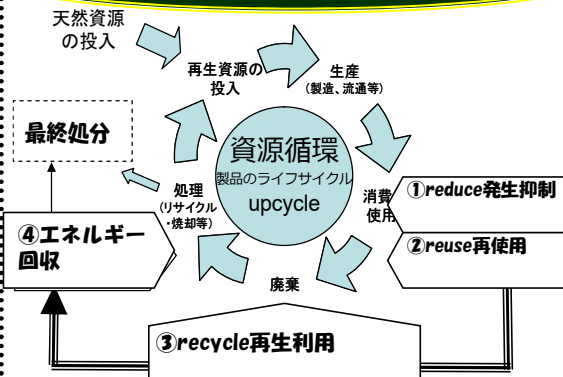 天然資源
の投入
再生資源の
投入
生産
（製造、流通等）
最終処分
資源循環
製品のライフサイクル
upcycle
処理
（リサイクル
・焼却等）
消費
使用
①reduce発生抑制
②reuse再使用
④エネルギー
回収
廃棄
③recycle再生利用